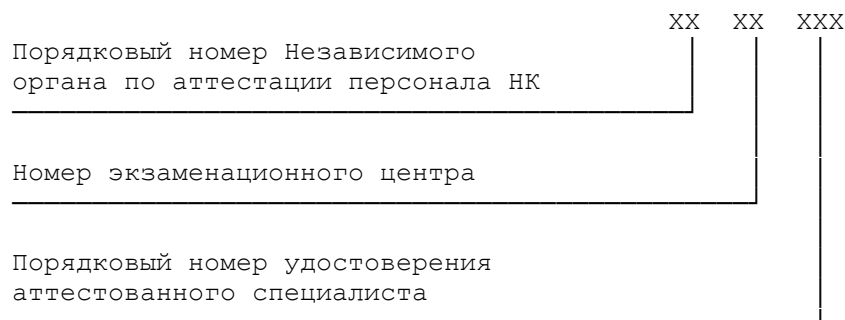 XX XX XXX
Порядковый номер Независимого
органа по аттестации персонала НК
Номер экзаменационного центра
Порядковый номер удостоверения
аттестованного специалиста